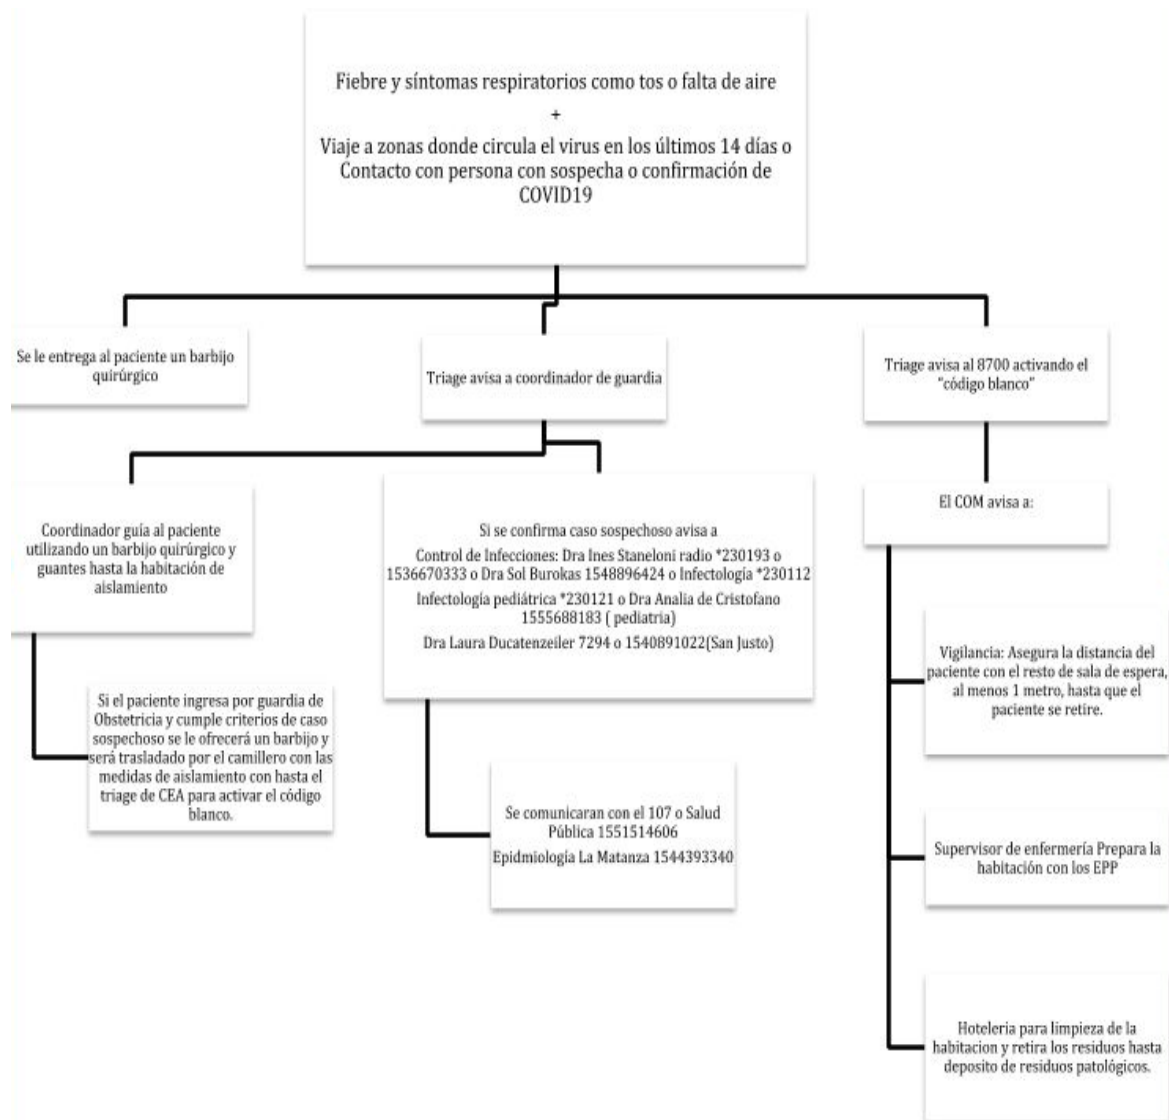 Fiebre y síntomas respiratorios como tos o falta de aire
+
Viaje a zonas donde circula el virus en los últimos 14 días o
Contacto con persona con sospecha o confirmación de
COVID19
Se le entrega al paciente un barbijo
quirúrgico
Triage avisa a coordinador de guardia
Triage avisa al 8700 activando el
"código blanco"
Coordinador guía al paciente
utilizando un barbijo quirúrgico y
guantes hasta la habitación de
aislamiento
Si se confirma caso sospechoso avisa a
Control de Infecciones: Dra Ines Staneloni radio *230193 o
1536670333 o Dra Sol Burokas 1548896424 o Infectología *230112
Infectología pediátrica *230121 o Dra Analia de Cristofano
1555688183 ( pediatria)
Dra Laura Ducatenzeiler 7294 o 1540891022(San Justo)
El COM avisa a:
Si el paciente ingresa por guardia de
Obstetricia y cumple criterios de caso
sospechoso se le ofrecerá un barbijo y
será trasladado por el camillero con las
medidas de aislamiento con hasta el
triage de CEA para activar el código
blanco.
Se comunicaran con el 107 o Salud
Pública 1551514606
Epidmiología La Matanza 1544393340
Vigilancia: Asegura la distancia del
paciente con el resto de sala de espera,
al menos 1 metro, hasta que el
paciente se retire.
Supervisor de enfermería Prepara la
habitación con los EPP
Hoteleria para limpieza de la
habitacion y retira los residuos hasta
deposito de residuos patológicos.